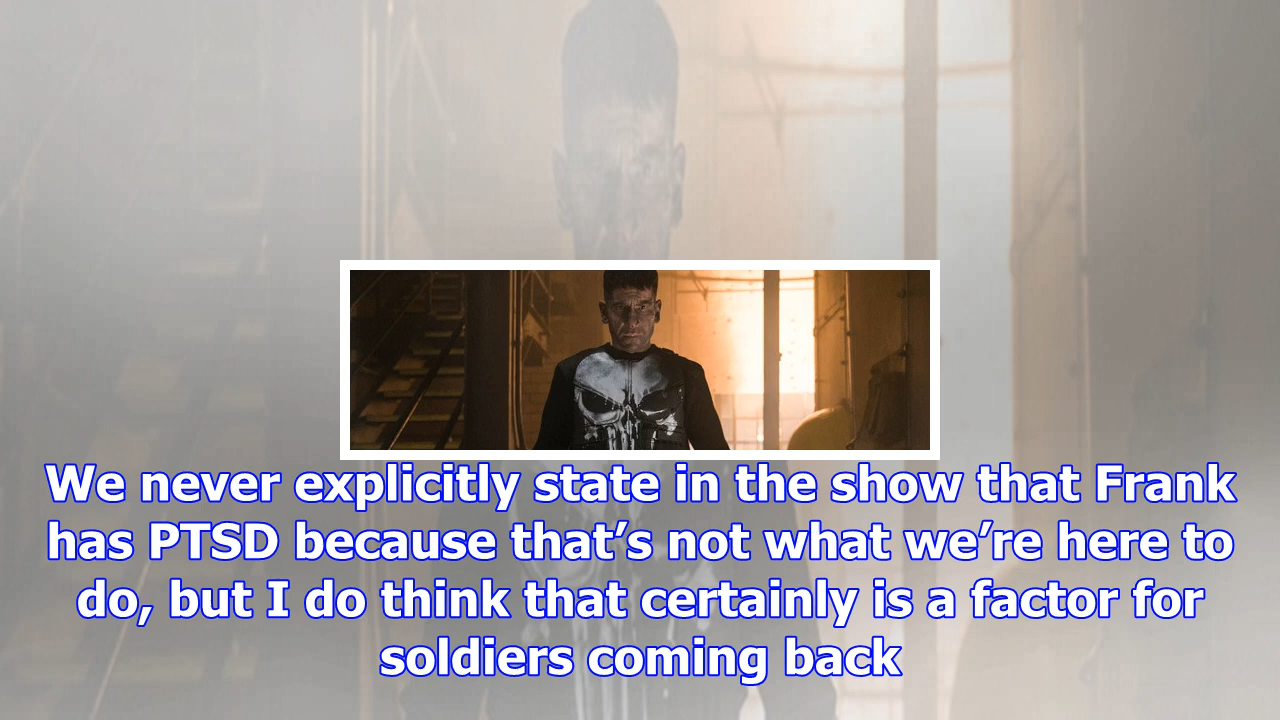 We never explicitly state in the show that Frank
has PTSD because that’s not what we’re here to
do, but I do think that certainly is a factor for
soldiers coming back